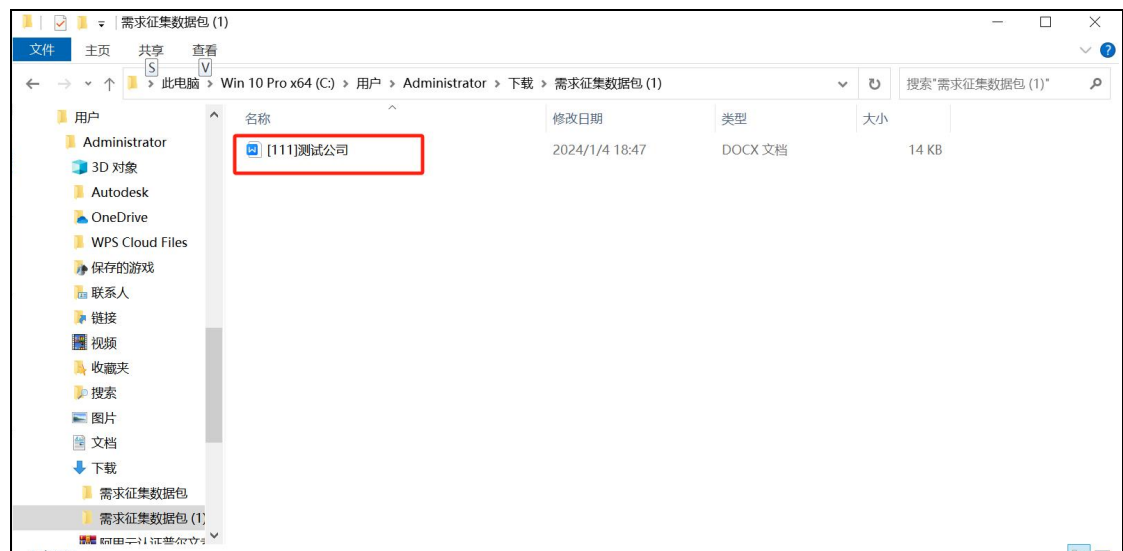 需求征集数据包 (1)
文件 主页 共享 查看
S V
此电脑 Win 10 Pro x64 (C:) 用户 Administrator 下载 需求征集数据包 (1) 搜索"需求征集数据包 (1)"
名称 修改日期 类型 大小
[111]测试公司 2024/1/4 18:47 DOCX 文档 14 KB
用户
Administrator
3D 对象
Autodesk
OneDrive
WPS Cloud Files
保存的游戏
联系人
链接
视频
收藏夹
搜索
图片
文档
下载
需求征集数据包
需求征集数据包 (1)